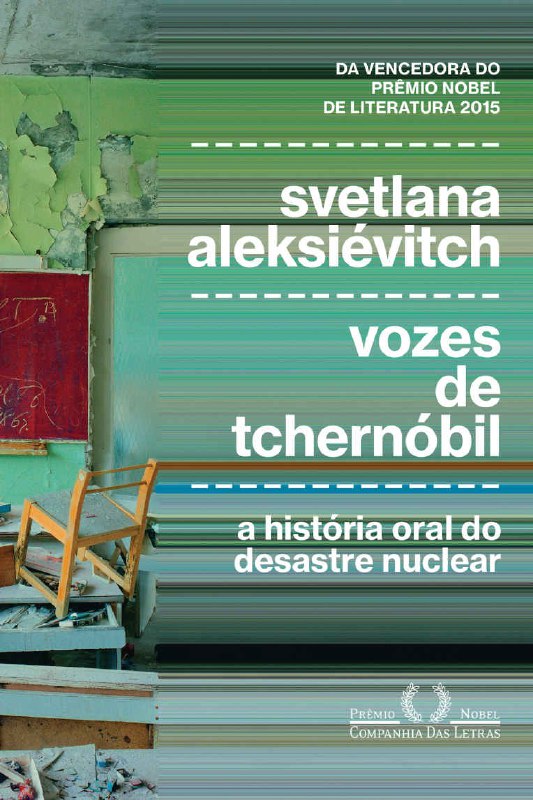 DA VENCEDORA DO
PRÊMIO NOBEL
DE LITERATURA 2015
svetlana
aleksiévitch
vozes
de
tchernóbil
a história oral do
desastre nuclear
PRÊMIO NOBEL
COMPANHIA DAS LETRAS